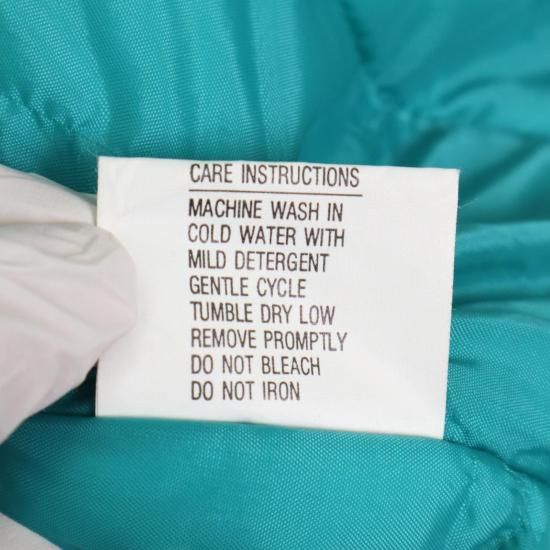 CARE INSTRUCTIONS
MACHINE WASH IN
COLD WATER WITH
MILD DETERGENT
GENTLE CYCLE
TUMBLE DRY LOW
REMOVE PROMPTLY
DO NOT BLEACH
DO NOT IRON